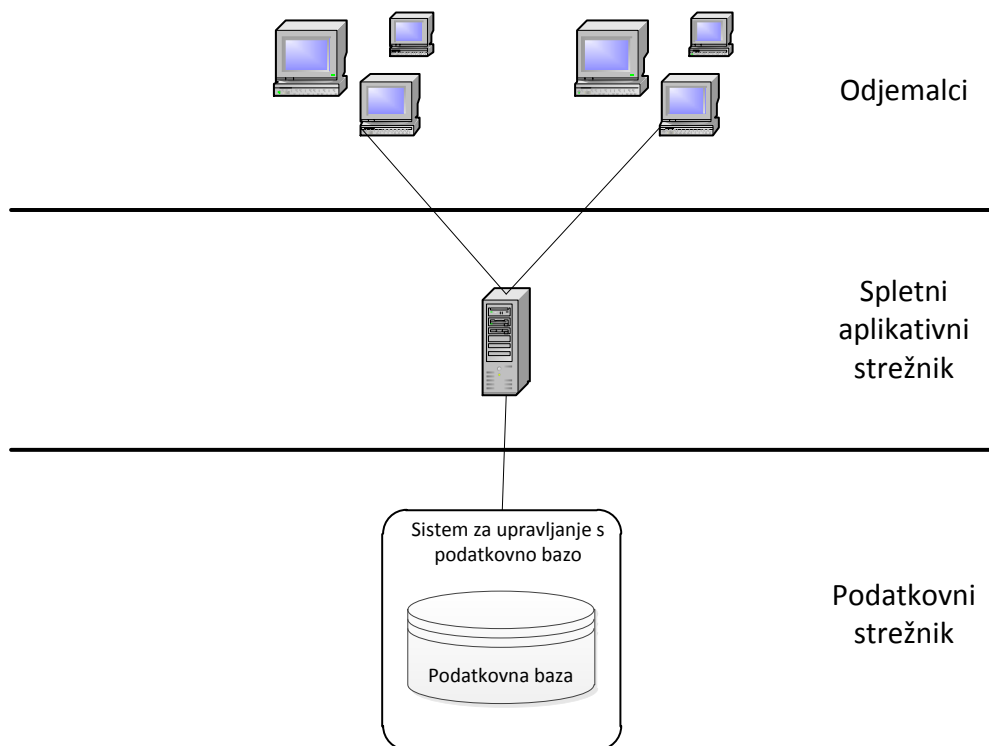 Odjemalci
Spletni
aplikativni
strežnik
Sistem za upravljanje s
podatkovno bazo
Podatkovna baza
Podatkovni
strežnik